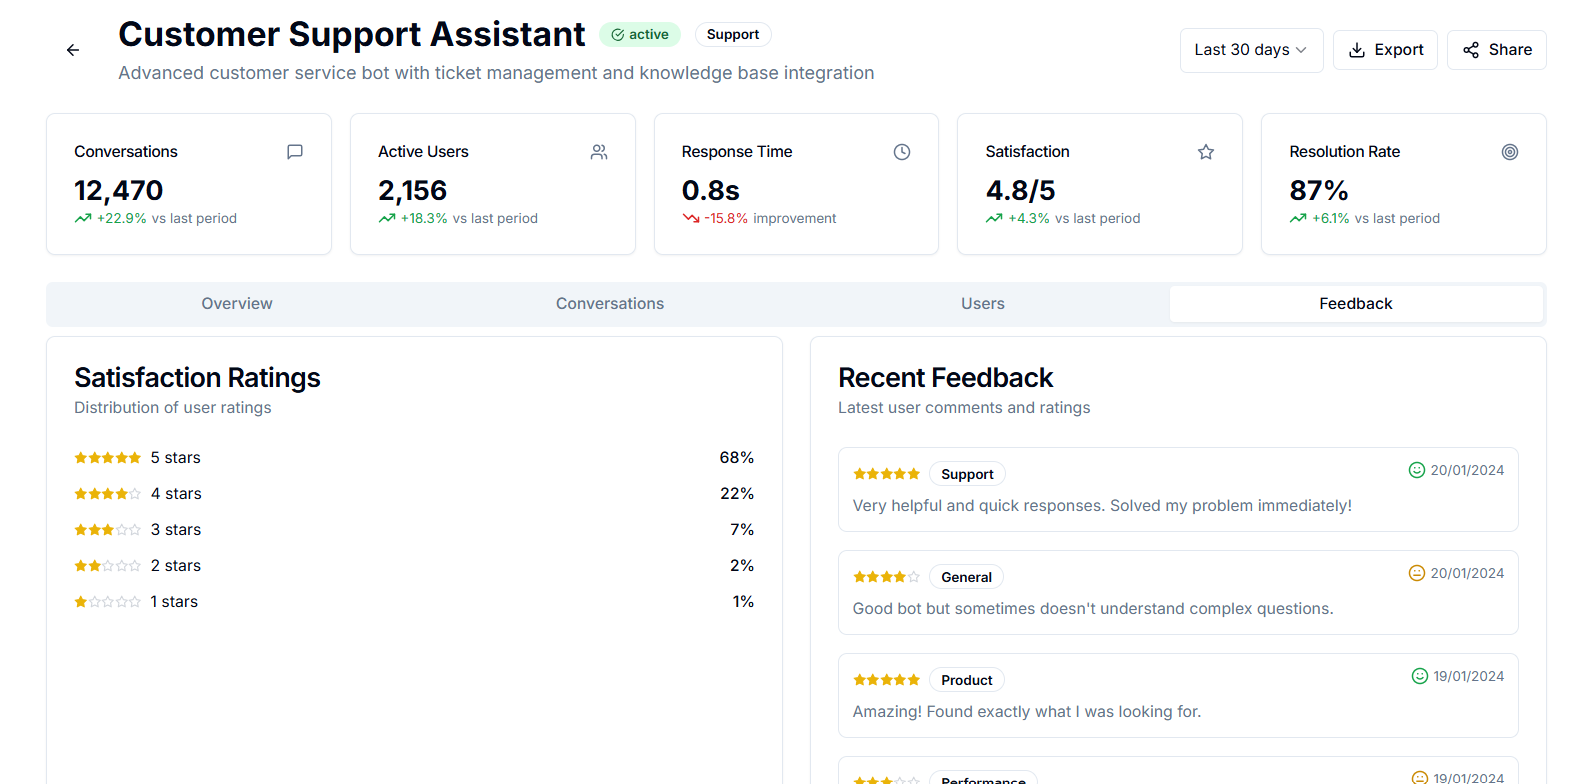 Customer Support Assistant
active
Support
Advanced customer service bot with ticket management and knowledge base integration
Last 30 days
Export
Share
Conversations
12,470
+22.9% vs last period
Active Users
2,156
+18.3% vs last period
Response Time
0.8s
-15.8% improvement
Satisfaction
4.8/5
+4.3% vs last period
Resolution Rate
87%
+6.1% vs last period
Overview
Conversations
Users
Feedback
Satisfaction Ratings
Distribution of user ratings
5 stars 68%
4 stars 22%
3 stars 7%
2 stars 2%
1 stars 1%
Recent Feedback
Latest user comments and ratings
Support 20/01/2024
Very helpful and quick responses. Solved my problem immediately!
General 20/01/2024
Good bot but sometimes doesn't understand complex questions.
Product 19/01/2024
Amazing! Found exactly what I was looking for.
Performance 19/01/2024